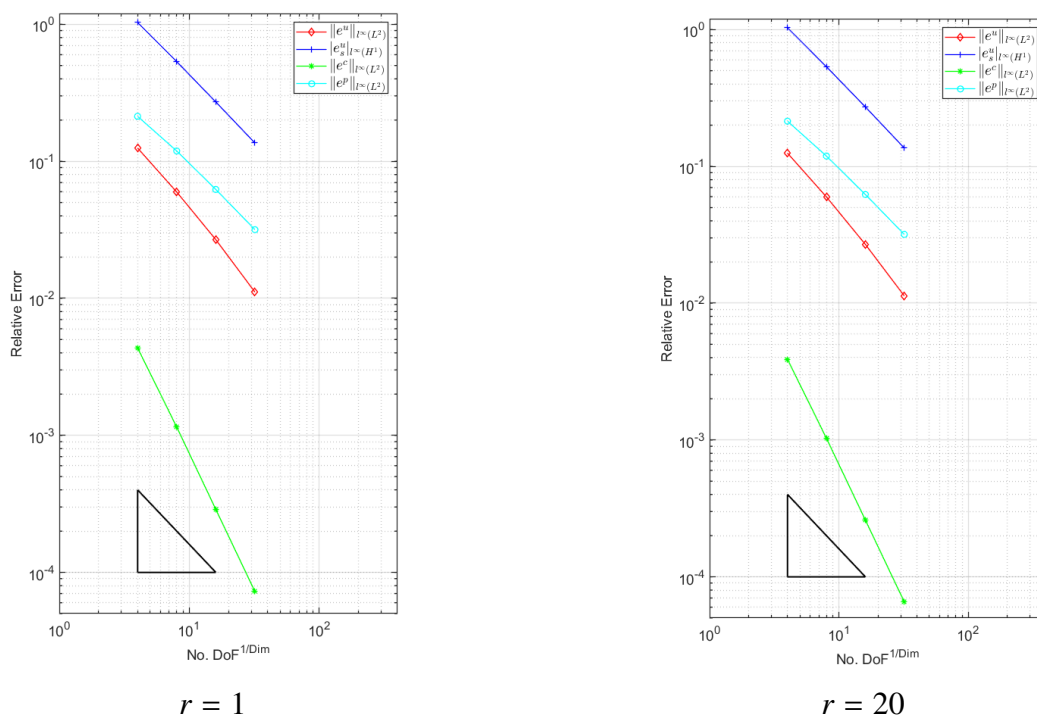 10^0
10^-1
10^-2
10^-3
10^-4
Relative Error
10^0
10^1
10^2
No. DoF^1/Dim
||e^u||_{l^∞(L^2)}
|e_s^u|_{l^∞(H^1)}
||e^c||_{l^∞(L^2)}
||e^p||_{l^∞(L^2)}
r = 1
10^0
10^-1
10^-2
10^-3
10^-4
Relative Error
10^0
10^1
10^2
No. DoF^1/Dim
||e^u||_{l^∞(L^2)}
|e_s^u|_{l^∞(H^1)}
||e^c||_{l^∞(L^2)}
||e^p||_{l^∞(L^2)}
r = 20